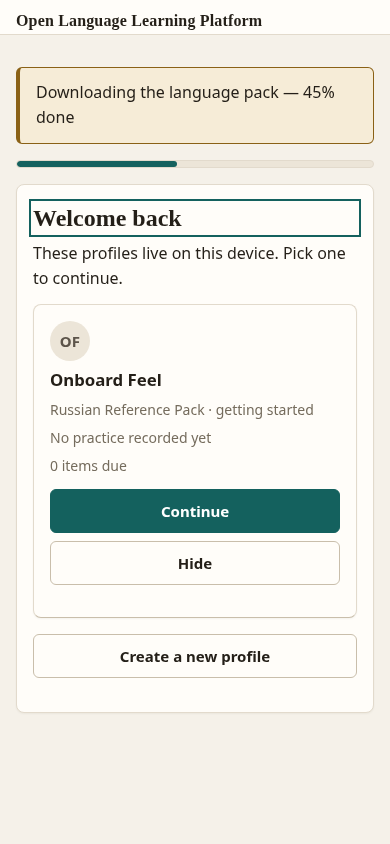 Open Language Learning Platform
Downloading the language pack — 45%
done
Welcome back
These profiles live on this device. Pick one
to continue.
OF
Onboard Feel
Russian Reference Pack · getting started
No practice recorded yet
0 items due
Continue
Hide
Create a new profile